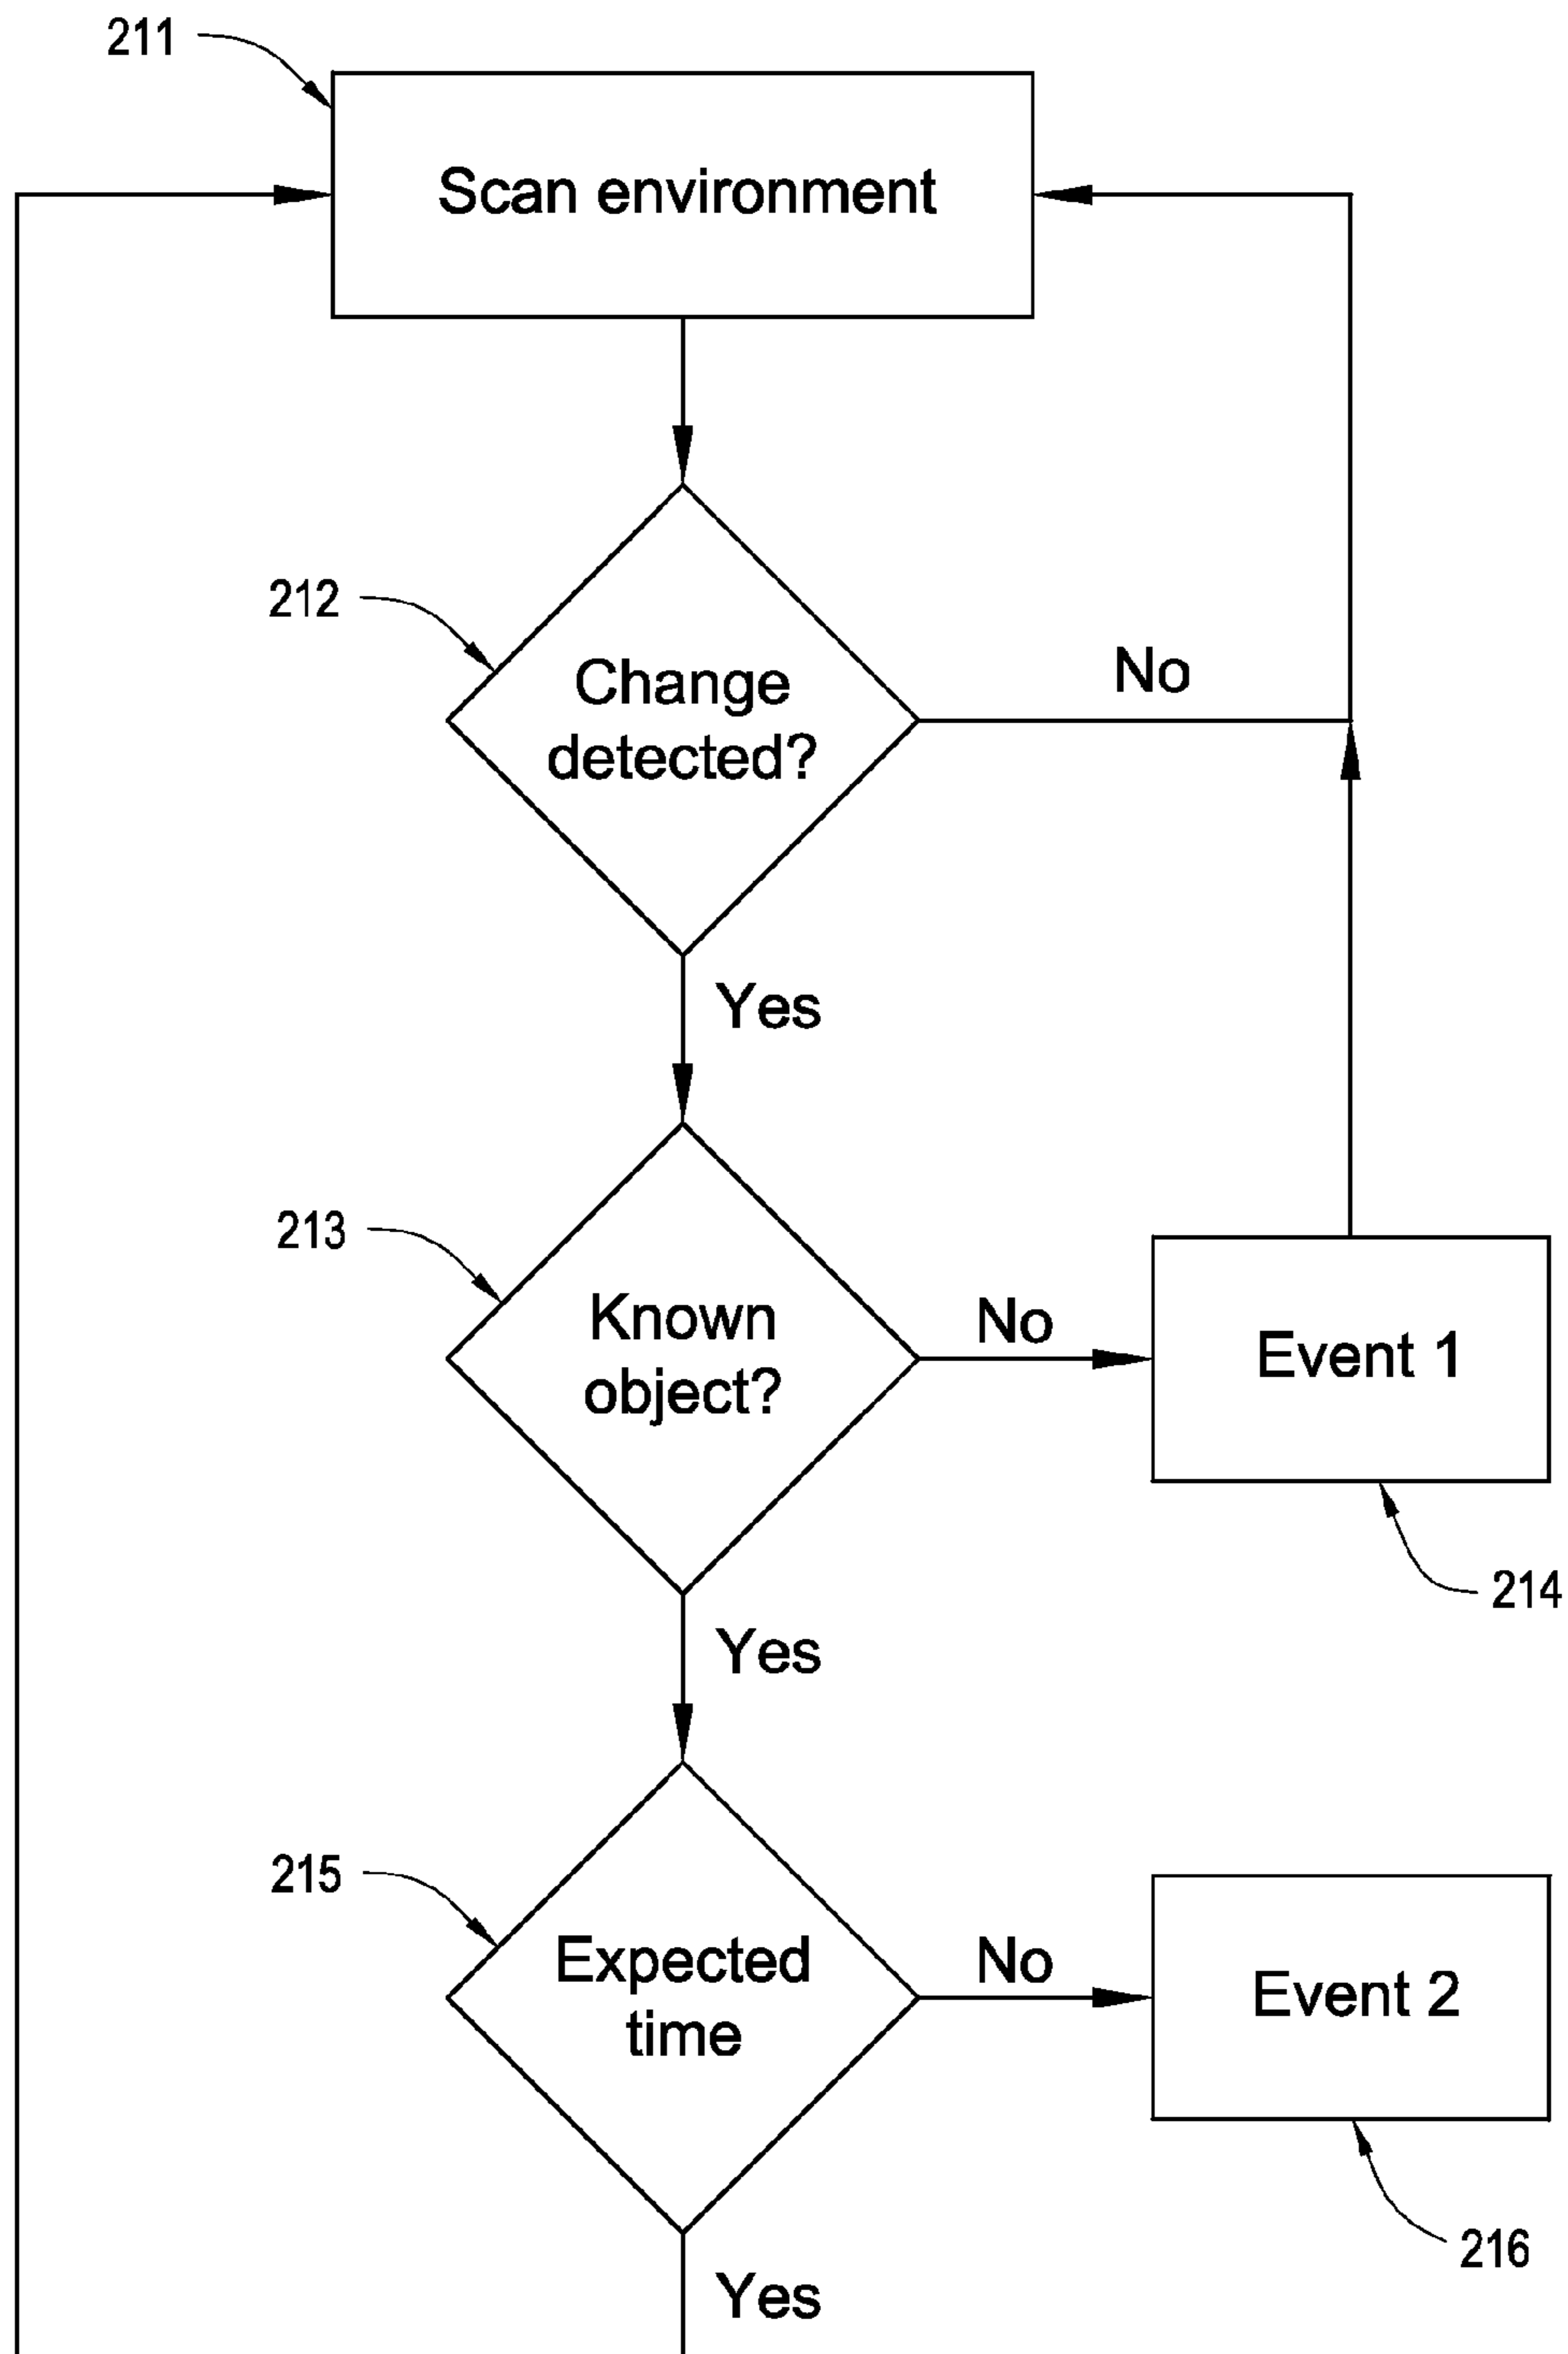 211
Scan environment
212
Change
detected?
No
Yes
213
Known
object?
No
Event 1
214
Yes
215
Expected
time
No
Event 2
216
Yes